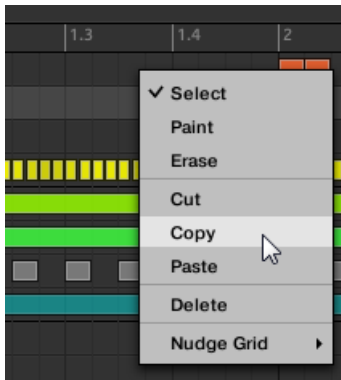 1.3 1.4 2
Select
Paint
Erase
Cut
Copy
Paste
Delete
Nudge Grid